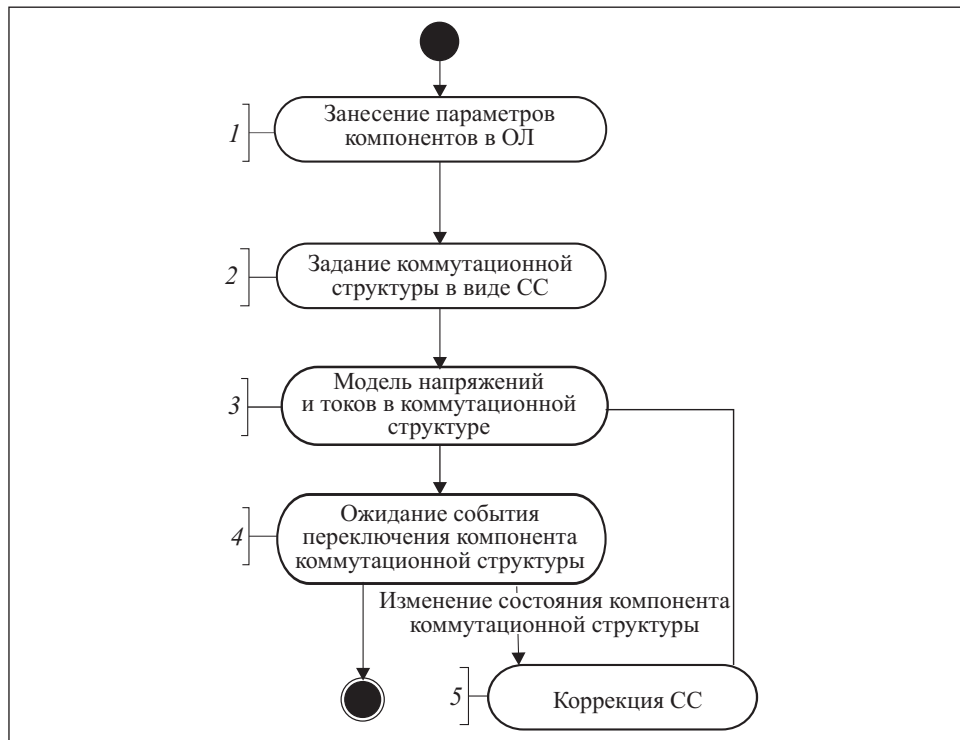 1
Занесение параметров
компонентов в ОЛ
2
Задание коммутационной
структуры в виде СС
3
Модель напряжений
и токов в коммутационной
структуре
4
Ожидание события
переключения компонента
коммутационной структуры
Изменение состояния компонента
коммутационной структуры
5
Коррекция СС